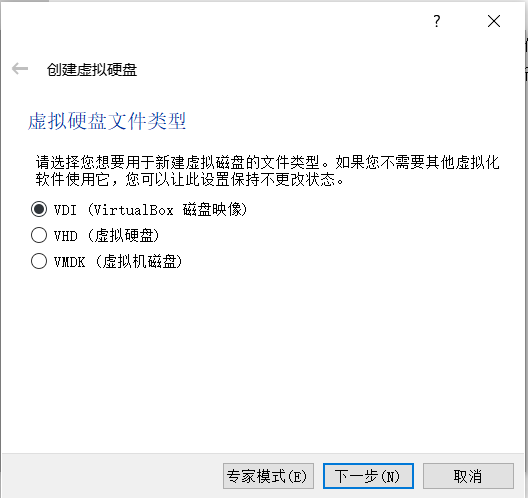 ?
创建虚拟硬盘
虚拟硬盘文件类型
请选择您想要用于新建虚拟磁盘的文件类型。如果您不需要其他虚拟化
软件使用它，您可以让此设置保持不更改状态。
VDI (VirtualBox 磁盘映像)
VHD (虚拟硬盘)
VMDK (虚拟机磁盘)
专家模式(E) 下一步(N) 取消